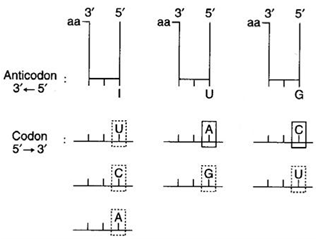 3′ 5′ 3′ 5′ 3′ 5′
aa aa aa
Anticodon :
3′ ← 5′
I U G
Codon :
5′ → 3′
U A C
C G U
A